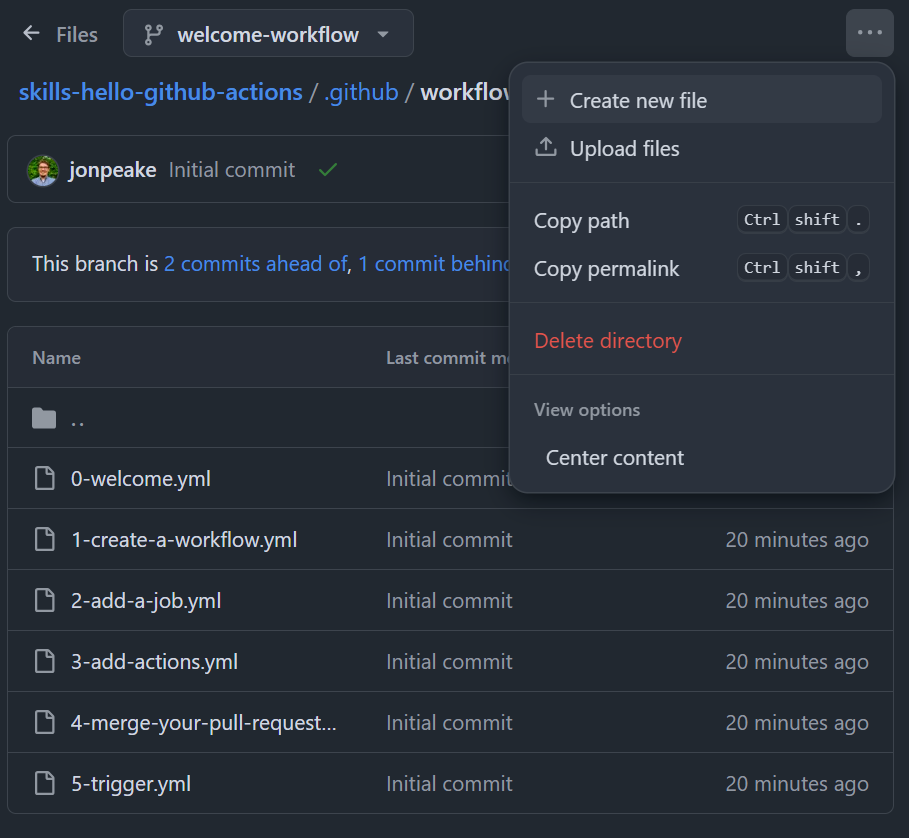 Files welcome-workflow
skills-hello-github-actions / .github /
Create new file
Upload files
jonpeake Initial commit
Copy path Ctrl shift .
Copy permalink Ctrl shift ,
This branch is 2 commits ahead of, 1 commit behind
Delete directory
Name Last commit
View options
..
Center content
0-welcome.yml Initial commit
1-create-a-workflow.yml Initial commit 20 minutes ago
2-add-a-job.yml Initial commit 20 minutes ago
3-add-actions.yml Initial commit 20 minutes ago
4-merge-your-pull-request... Initial commit 20 minutes ago
5-trigger.yml Initial commit 20 minutes ago